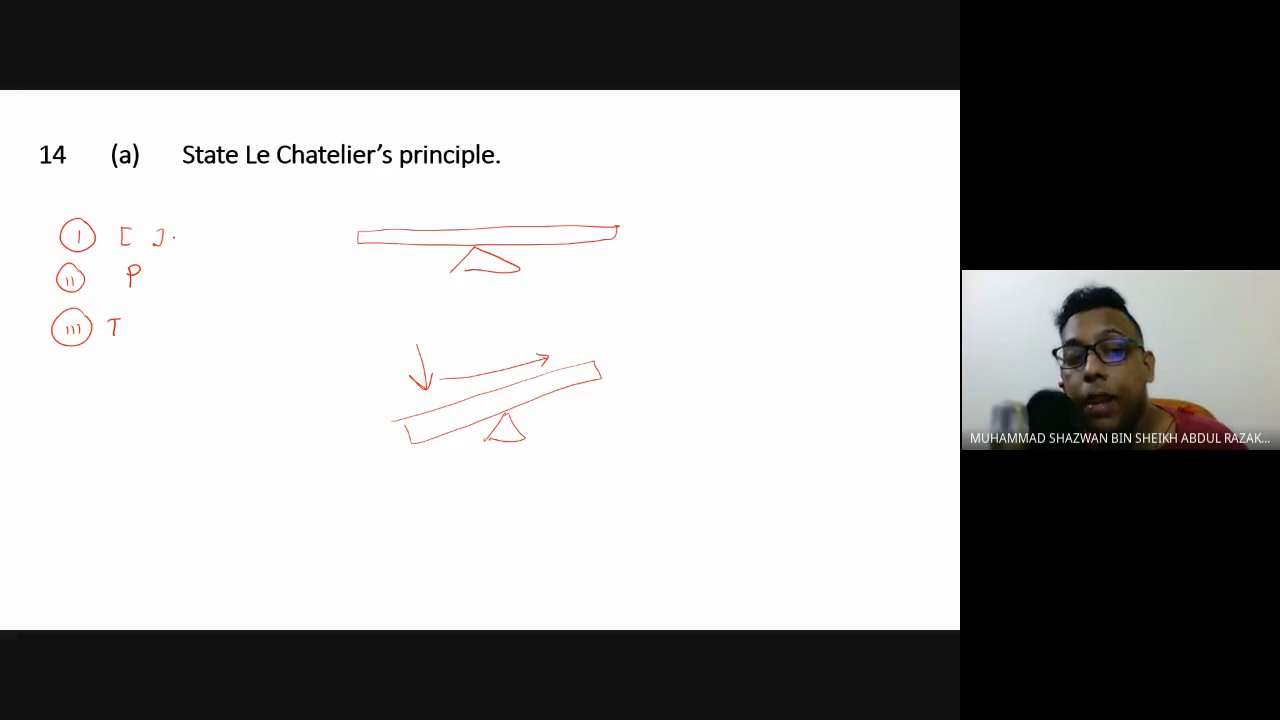 14 (a) State Le Chatelier's principle.
I [ ].
II P
III T
MUHAMMAD SHAZWAN BIN SHEIKH ABDUL RAZAK...